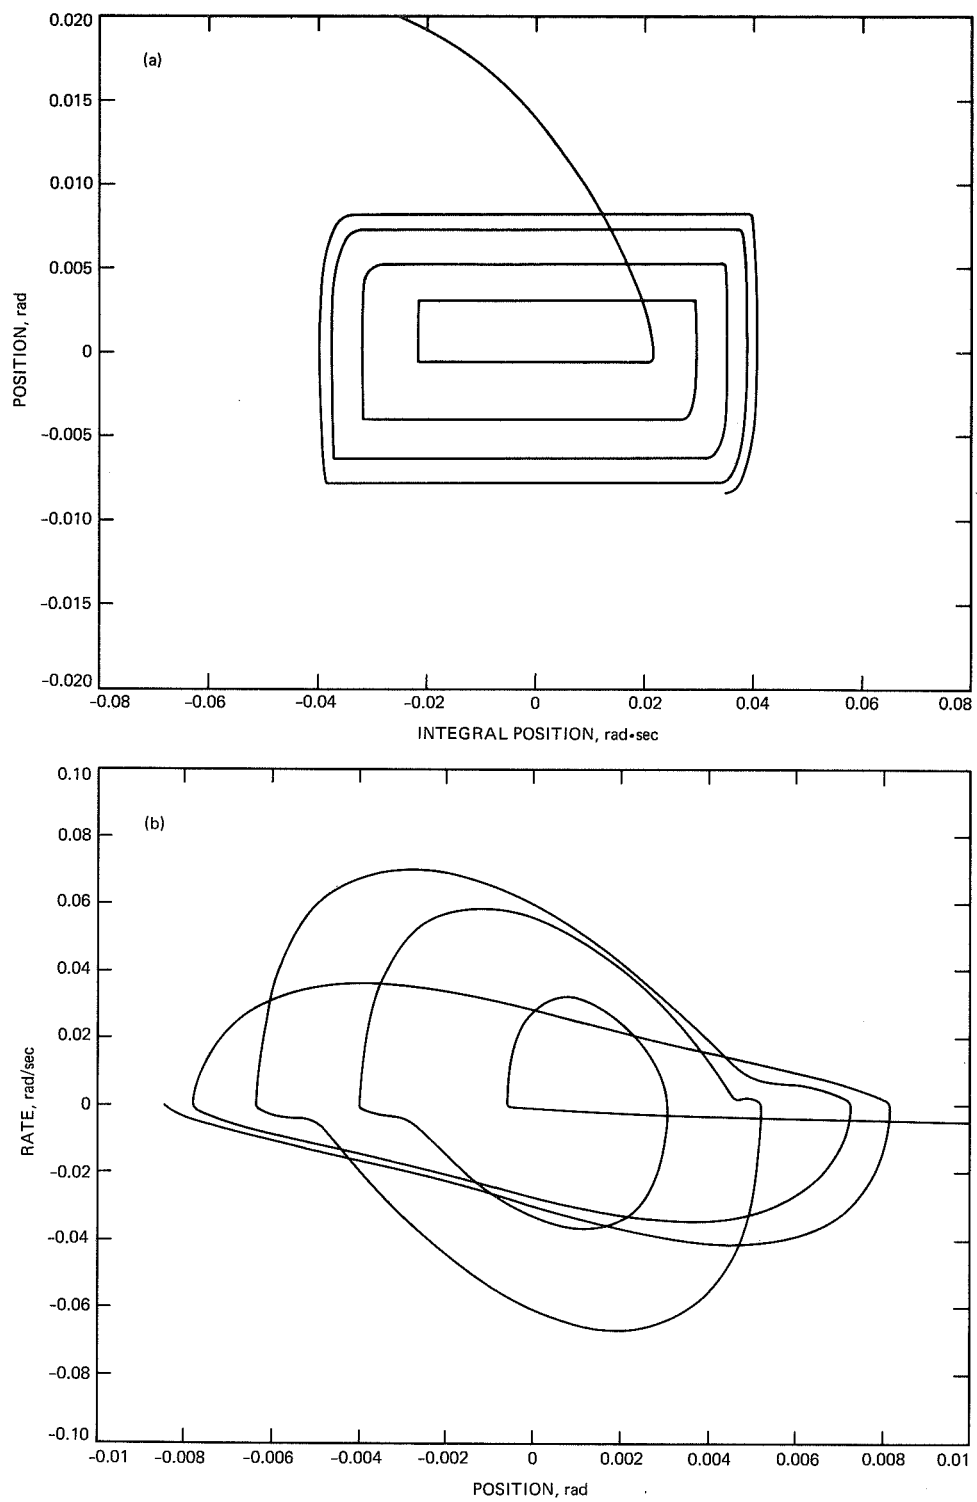 (a)
0.020
0.015
0.010
0.005
0
-0.005
-0.010
-0.015
-0.020
POSITION, rad
-0.08 -0.06 -0.04 -0.02 0 0.02 0.04 0.06 0.08
INTEGRAL POSITION, rad•sec
(b)
0.10
0.08
0.06
0.04
0.02
0
-0.02
-0.04
-0.06
-0.08
-0.10
RATE, rad/sec
-0.01 -0.008 -0.006 -0.004 -0.002 0 0.002 0.004 0.006 0.008 0.01
POSITION, rad